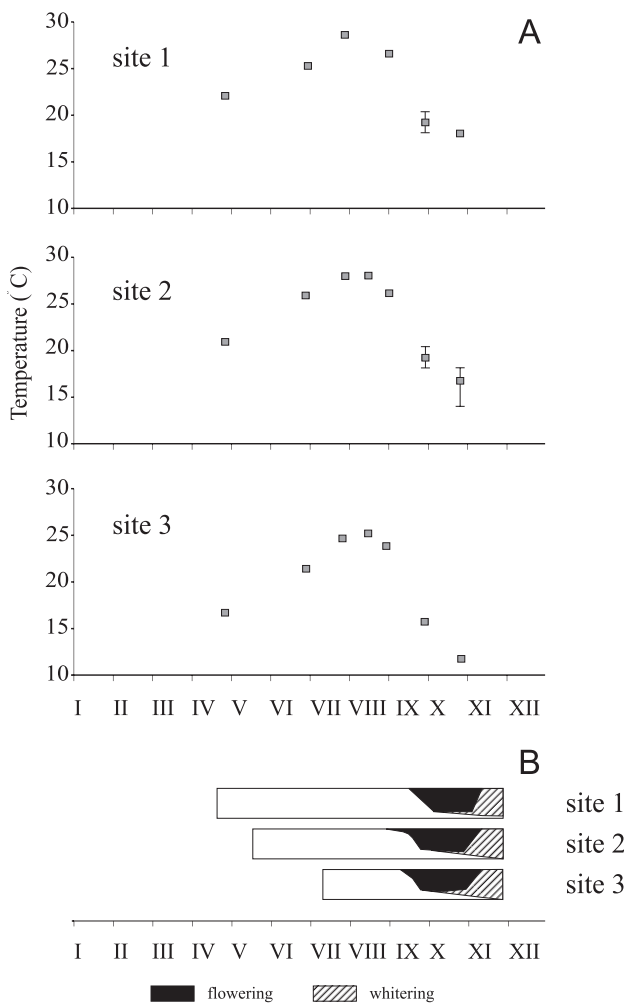 A
30
site 1
25
20
15
10
30
site 2
25
20
15
10
Temperature (°C)
30
site 3
25
20
15
10
I II III IV V VI VII VIII IX X XI XII
B
site 1
site 2
site 3
I II III IV V VI VII VIII IX X XI XII
flowering whitering